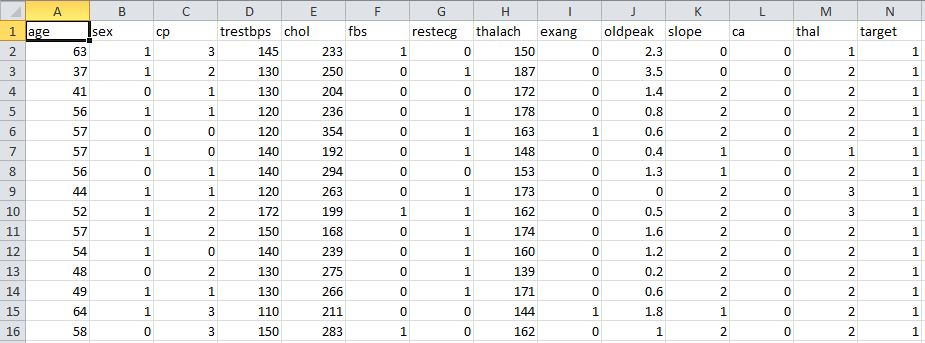 A B C D E F G H I J K L M N
1 age sex cp trestbps chol fbs restecg thalach exang oldpeak slope ca thal target
2 63 1 3 145 233 1 0 150 0 2.3 0 0 1 1
3 37 1 2 130 250 0 1 187 0 3.5 0 0 2 1
4 41 0 1 130 204 0 0 172 0 1.4 2 0 2 1
5 56 1 1 120 236 0 1 178 0 0.8 2 0 2 1
6 57 0 0 120 354 0 1 163 1 0.6 2 0 2 1
7 57 1 0 140 192 0 1 148 0 0.4 1 0 1 1
8 56 0 1 140 294 0 0 153 0 1.3 1 0 2 1
9 44 1 1 120 263 0 1 173 0 0 2 0 3 1
10 52 1 2 172 199 1 1 162 0 0.5 2 0 3 1
11 57 1 2 150 168 0 1 174 0 1.6 2 0 2 1
12 54 1 0 140 239 0 1 160 0 1.2 2 0 2 1
13 48 0 2 130 275 0 1 139 0 0.2 2 0 2 1
14 49 1 1 130 266 0 1 171 0 0.6 2 0 2 1
15 64 1 3 110 211 0 0 144 1 1.8 1 0 2 1
16 58 0 3 150 283 1 0 162 0 1 2 0 2 1